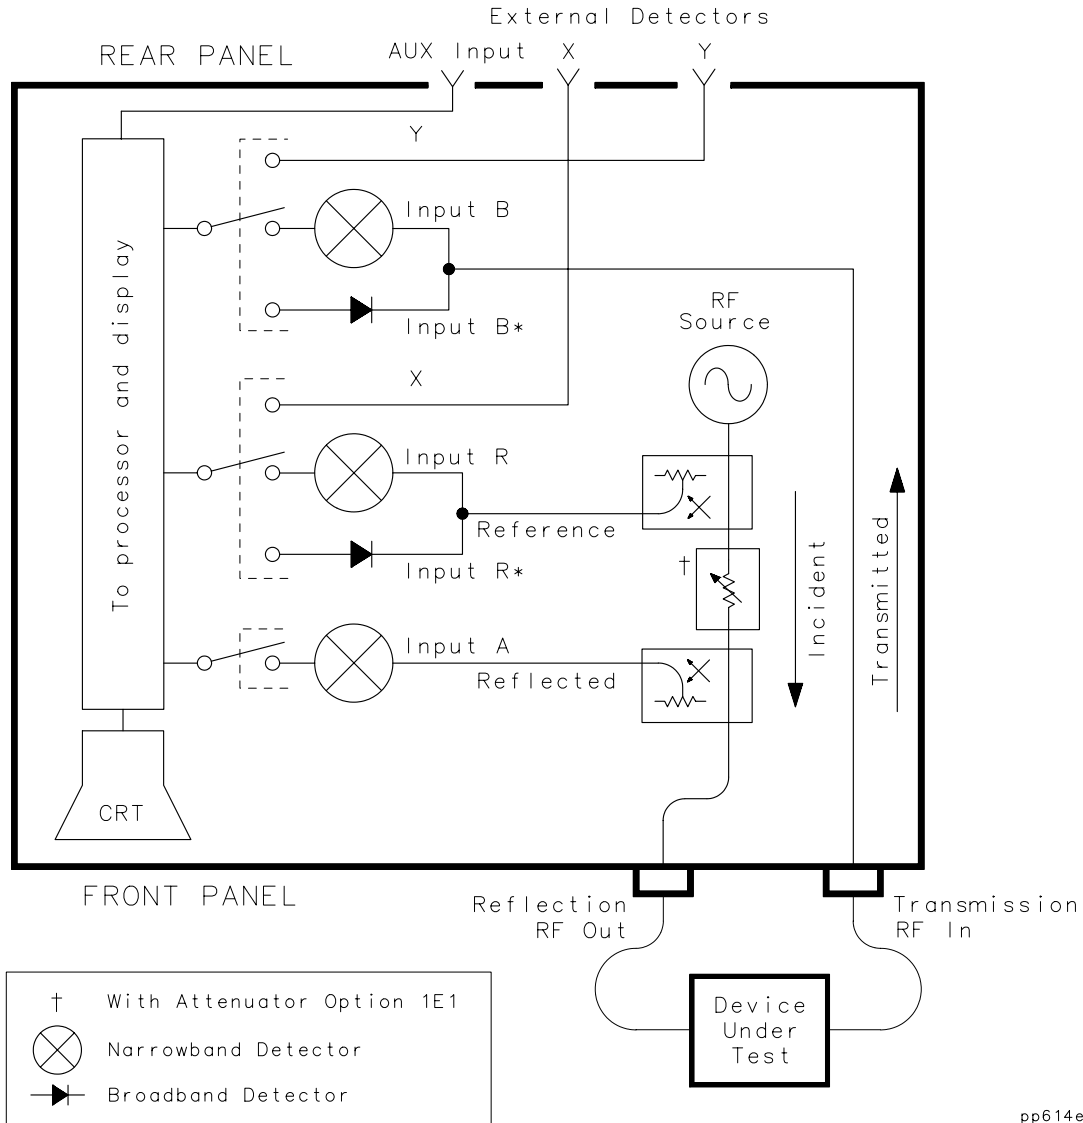 External Detectors
REAR PANEL
AUX Input
X
Y
Y
Input B
Input B*
RF
Source
X
To processor and display
Input R
Reference
Input R*
†
Incident
Transmitted
Input A
Reflected
CRT
FRONT PANEL
Reflection
RF Out
Transmission
RF In
Device
Under
Test
† With Attenuator Option 1E1
Narrowband Detector
Broadband Detector
pp614e